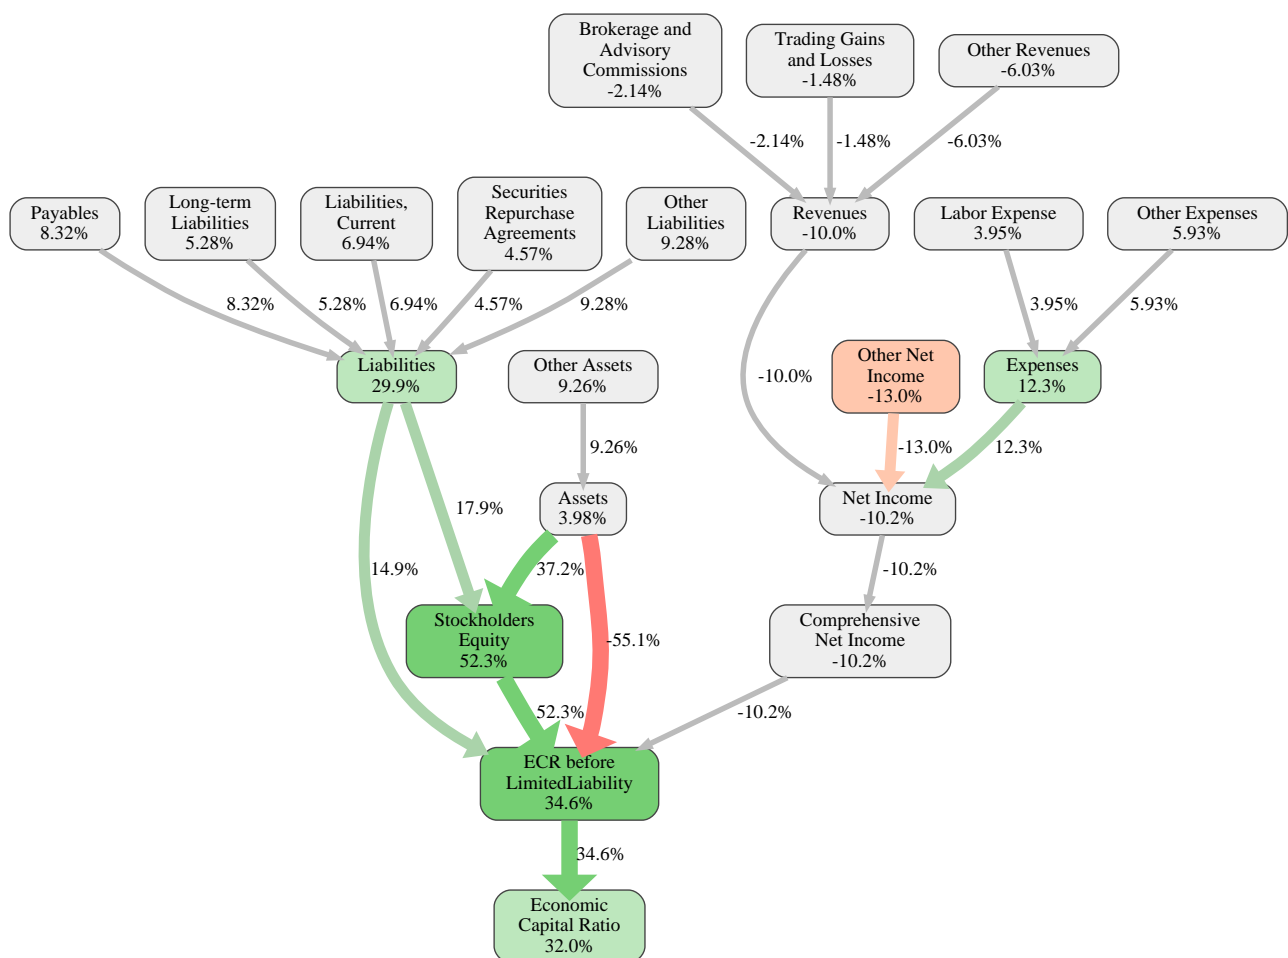 Brokerage and
Advisory
Commissions
-2.14%
Trading Gains
and Losses
-1.48%
Other Revenues
-6.03%
-2.14%
-1.48%
-6.03%
Payables
8.32%
Long-term
Liabilities
5.28%
Liabilities,
Current
6.94%
Securities
Repurchase
Agreements
4.57%
Other
Liabilities
9.28%
Revenues
-10.0%
Labor Expense
3.95%
Other Expenses
5.93%
8.32%
5.28%
6.94%
4.57%
9.28%
3.95%
5.93%
Liabilities
29.9%
Other Assets
9.26%
-10.0%
Other Net
Income
-13.0%
Expenses
12.3%
9.26%
-13.0%
12.3%
Assets
3.98%
Net Income
-10.2%
17.9%
14.9%
37.2%
-10.2%
Stockholders
Equity
52.3%
-55.1%
Comprehensive
Net Income
-10.2%
52.3%
-10.2%
ECR before
LimitedLiability
34.6%
34.6%
Economic
Capital Ratio
32.0%